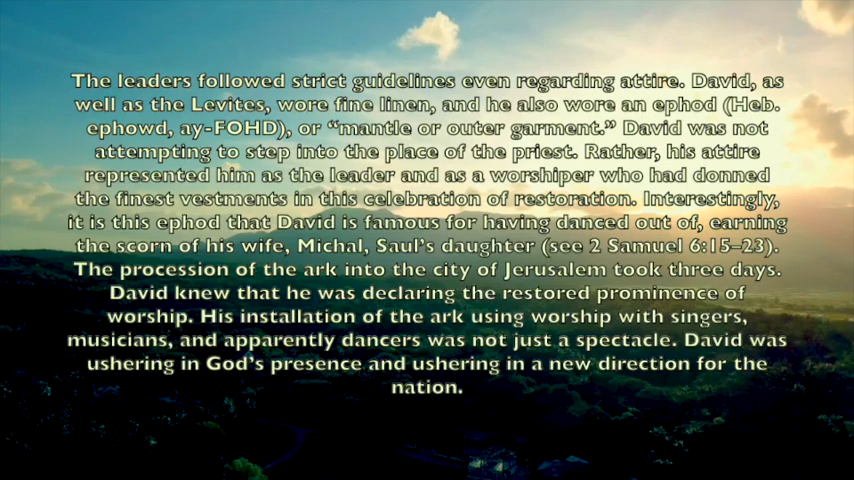 The leaders followed strict guidelines even regarding attire. David, as
well as the Levites, wore fine linen, and he also wore an ephod (Heb.
ephowd, ay-FOHD), or “mantle or outer garment.” David was not
attempting to step into the place of the priest. Rather, his attire
represented him as the leader and as a worshiper who had donned
the finest vestments in this celebration of restoration. Interestingly,
it is this ephod that David is famous for having danced out of, earning
the scorn of his wife, Michal, Saul’s daughter (see 2 Samuel 6:15–23).
The procession of the ark into the city of Jerusalem took three days.
David knew that he was declaring the restored prominence of
worship. His installation of the ark using worship with singers,
musicians, and apparently dancers was not just a spectacle. David was
ushering in God’s presence and ushering in a new direction for the
nation.